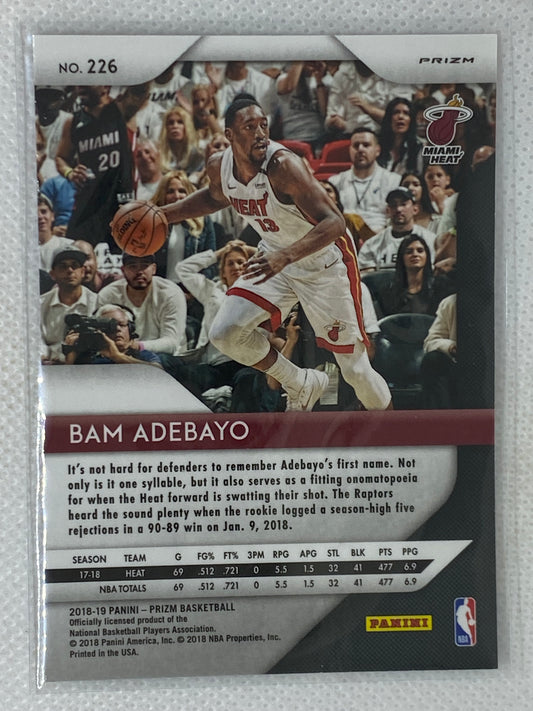 NO. 226
PRIZM
MIAMI
20
HEAT
13
SPALDING
MIAMI
HEAT
BAM ADEBAYO
It's not hard for defenders to remember Adebayo's first name. Not
only is it one syllable, but it also serves as a fitting onomatopoeia
for when the Heat forward is swatting their shot. The Raptors
heard the sound plenty when the rookie logged a season-high five
rejections in a 90-89 win on Jan. 9, 2018.
SEASON TEAM G FG% FT% 3PM RPG APG STL BLK PTS PPG
17-18 HEAT 69 .512 .721 0 5.5 1.5 32 41 477 6.9
NBA TOTALS 69 .512 .721 0 5.5 1.5 32 41 477 6.9
2018-19 PANINI – PRIZM BASKETBALL
Officially licensed product of the
National Basketball Players Association.
© 2018 Panini America, Inc. © 2018 NBA Properties, Inc.
Printed in the USA.
PANINI
NBA